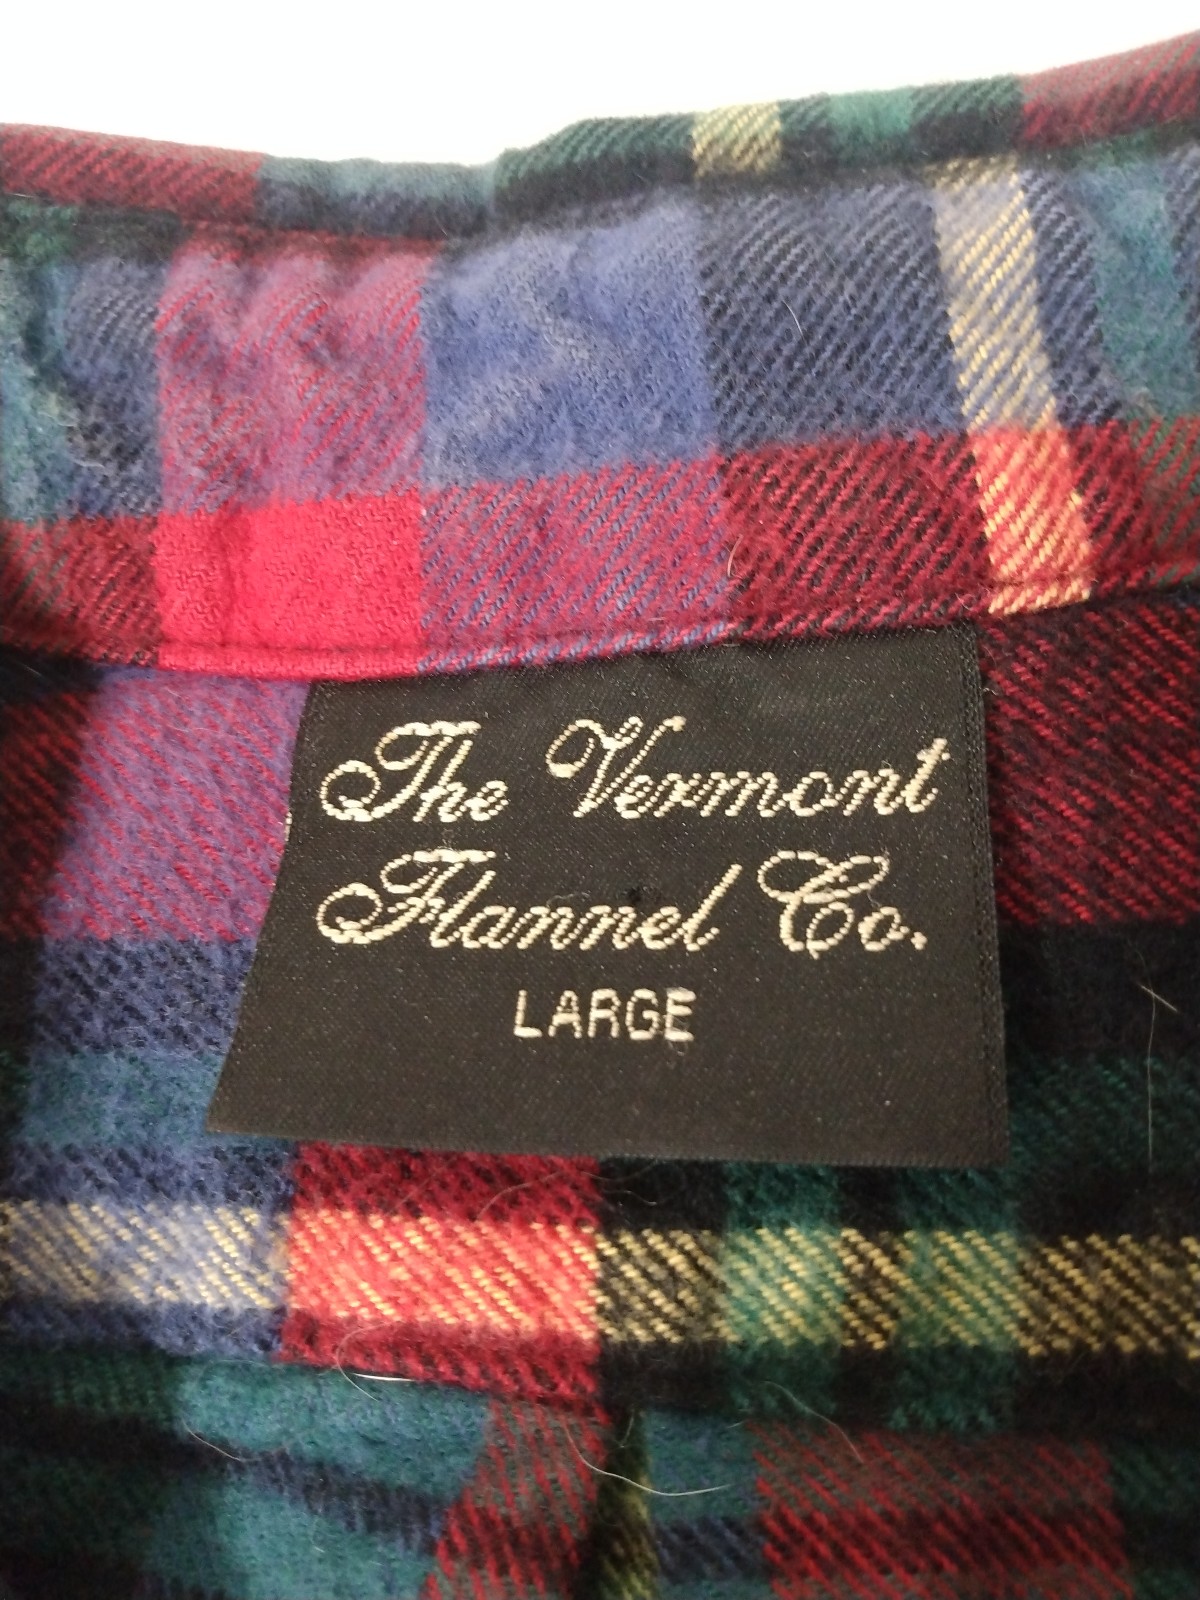 The Vermont
Flannel Co.
LARGE